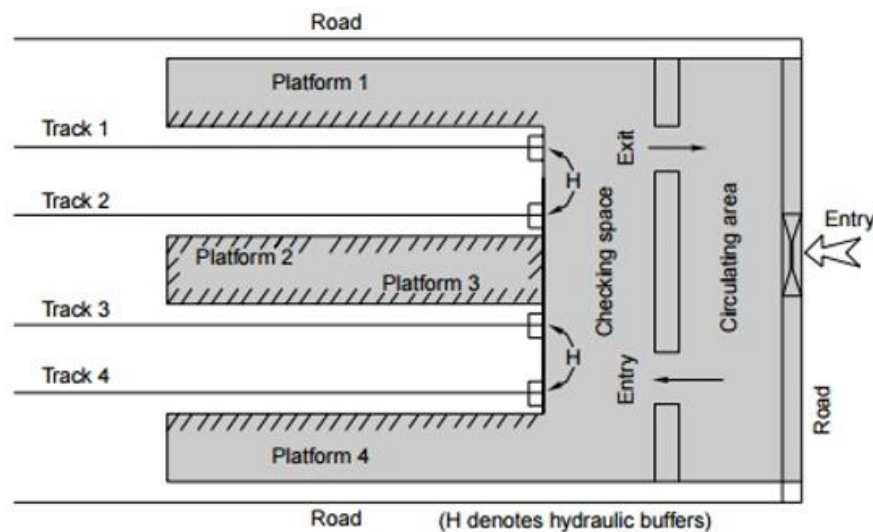 Road
Platform 1
Track 1
Exit
H
Track 2
Checking space
Circulating area
Entry
Platform 2
Platform 3
Track 3
H
Track 4
Entry
Road
Platform 4
Road
(H denotes hydraulic buffers)